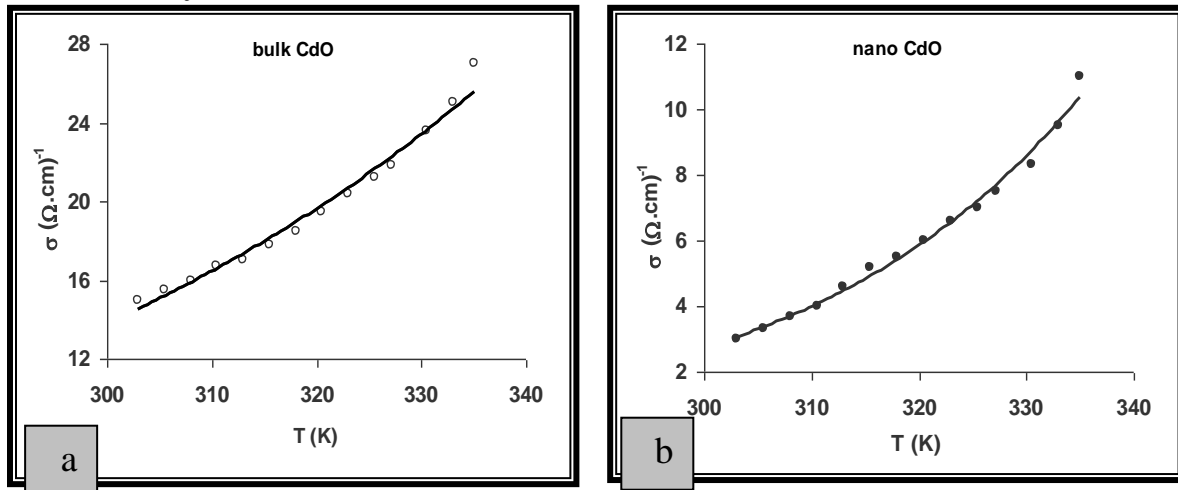 bulk CdO
28
24
20
16
12
σ (Ω.cm)⁻¹
300 310 320 330 340
T (K)
a
nano CdO
12
10
8
6
4
2
σ (Ω.cm)⁻¹
300 310 320 330 340
T (K)
b